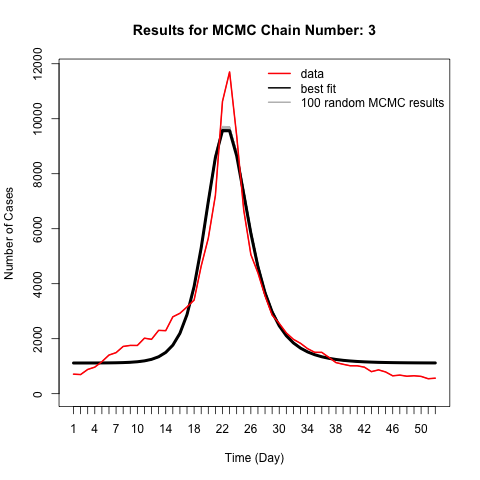 Results for MCMC Chain Number: 3
data
best fit
100 random MCMC results
Number of Cases
12000
10000
8000
6000
4000
2000
0
1 4 7 10 14 18 22 26 30 34 38 42 46 50
Time (Day)